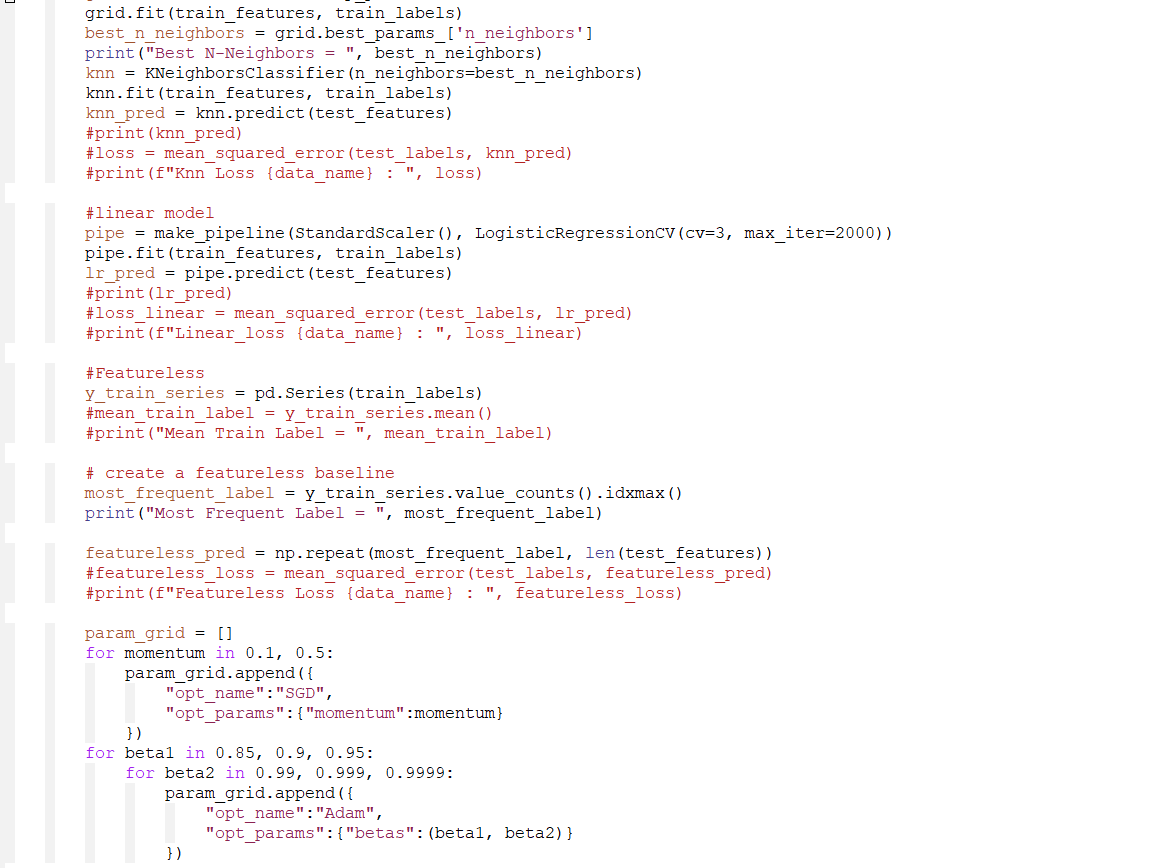 grid.fit(train_features, train_labels)
best_n_neighbors = grid.best_params_['n_neighbors']
print("Best N-Neighbors = ", best_n_neighbors)
knn = KNeighborsClassifier(n_neighbors=best_n_neighbors)
knn.fit(train_features, train_labels)
knn_pred = knn.predict(test_features)
#print(knn_pred)
#loss = mean_squared_error(test_labels, knn_pred)
#print(f"Knn Loss {data_name} : ", loss)
#linear model
pipe = make_pipeline(StandardScaler(), LogisticRegressionCV(cv=3, max_iter=2000))
pipe.fit(train_features, train_labels)
lr_pred = pipe.predict(test_features)
#print(lr_pred)
#loss_linear = mean_squared_error(test_labels, lr_pred)
#print(f"Linear_loss {data_name} : ", loss_linear)
#Featureless
y_train_series = pd.Series(train_labels)
#mean_train_label = y_train_series.mean()
#print("Mean Train Label = ", mean_train_label)
# create a featureless baseline
most_frequent_label = y_train_series.value_counts().idxmax()
print("Most Frequent Label = ", most_frequent_label)
featureless_pred = np.repeat(most_frequent_label, len(test_features))
#featureless_loss = mean_squared_error(test_labels, featureless_pred)
#print(f"Featureless Loss {data_name} : ", featureless_loss)
param_grid = []
for momentum in 0.1, 0.5:
    param_grid.append({
        "opt_name":"SGD",
        "opt_params":{"momentum":momentum}
    })
for beta1 in 0.85, 0.9, 0.95:
    for beta2 in 0.99, 0.999, 0.9999:
        param_grid.append({
            "opt_name":"Adam",
            "opt_params":{"betas":(beta1, beta2)}
        })